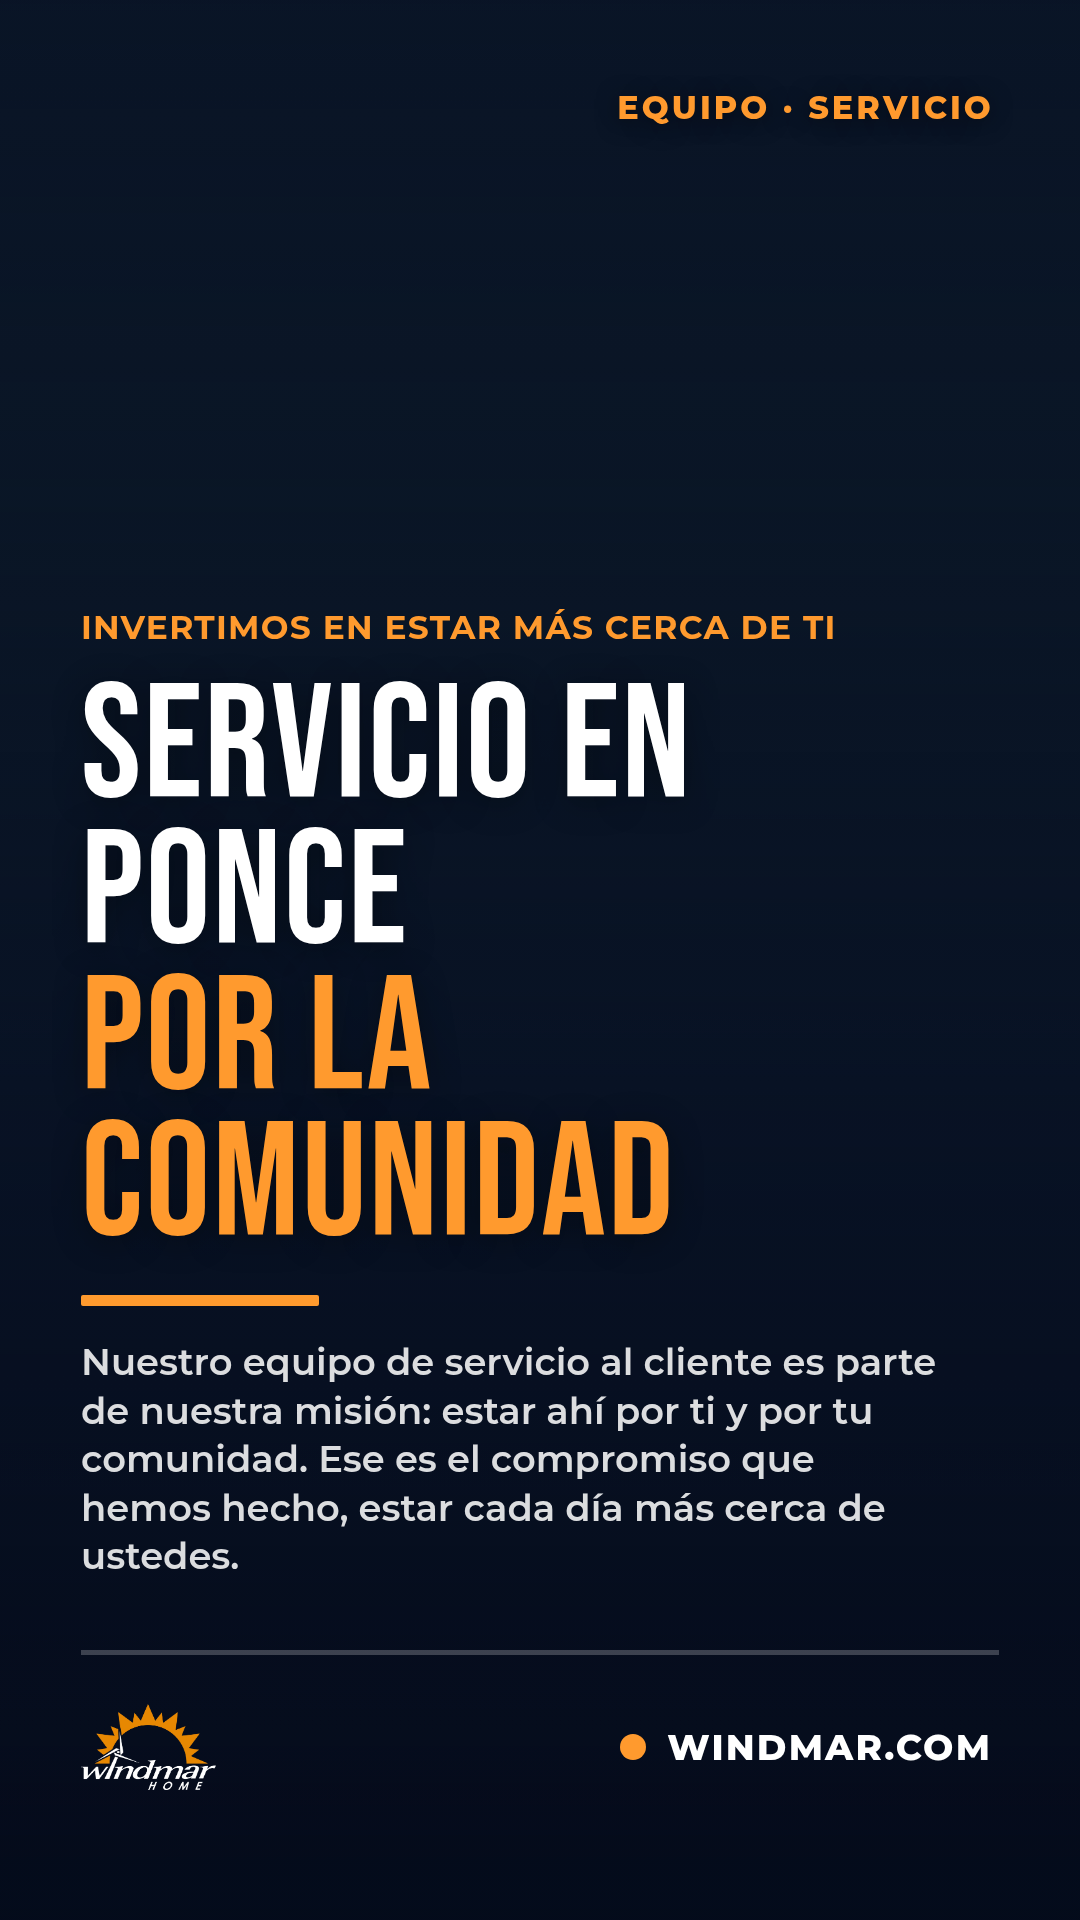 EQUIPO · SERVICIO
INVERTIMOS EN ESTAR MÁS CERCA DE TI
SERVICIO EN
PONCE
POR LA
COMUNIDAD
Nuestro equipo de servicio al cliente es parte
de nuestra misión: estar ahí por ti y por tu
comunidad. Ese es el compromiso que
hemos hecho, estar cada día más cerca de
ustedes.
windmar
HOME
WINDMAR.COM